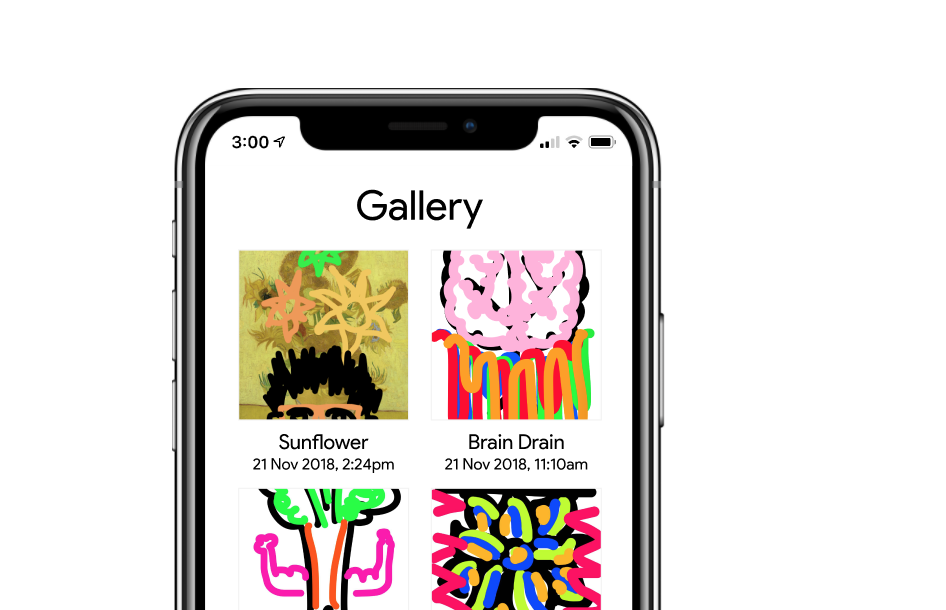 3:00
Gallery
Sunflower
Brain Drain
21 Nov 2018, 2:24pm
21 Nov 2018, 11:10am